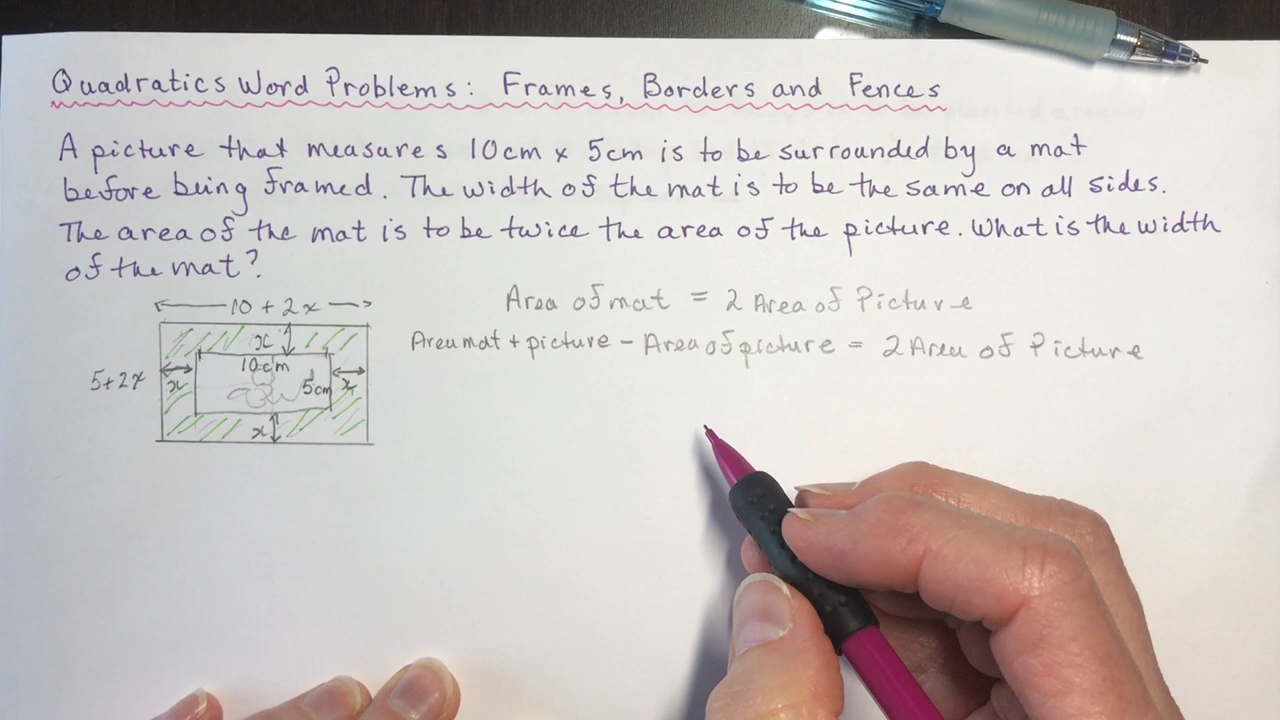 Quadratics Word Problems: Frames, Borders and Fences
A picture that measures 10cm x 5cm is to be surrounded by a mat
before being framed. The width of the mat is to be the same on all sides.
The area of the mat is to be twice the area of the picture. What is the width
of the mat?
10 + 2x
Area of mat = 2 Area of Picture
x
Area mat + picture - Area of picture = 2 Area of Picture
10cm
5+2x
x
5cm
x
x